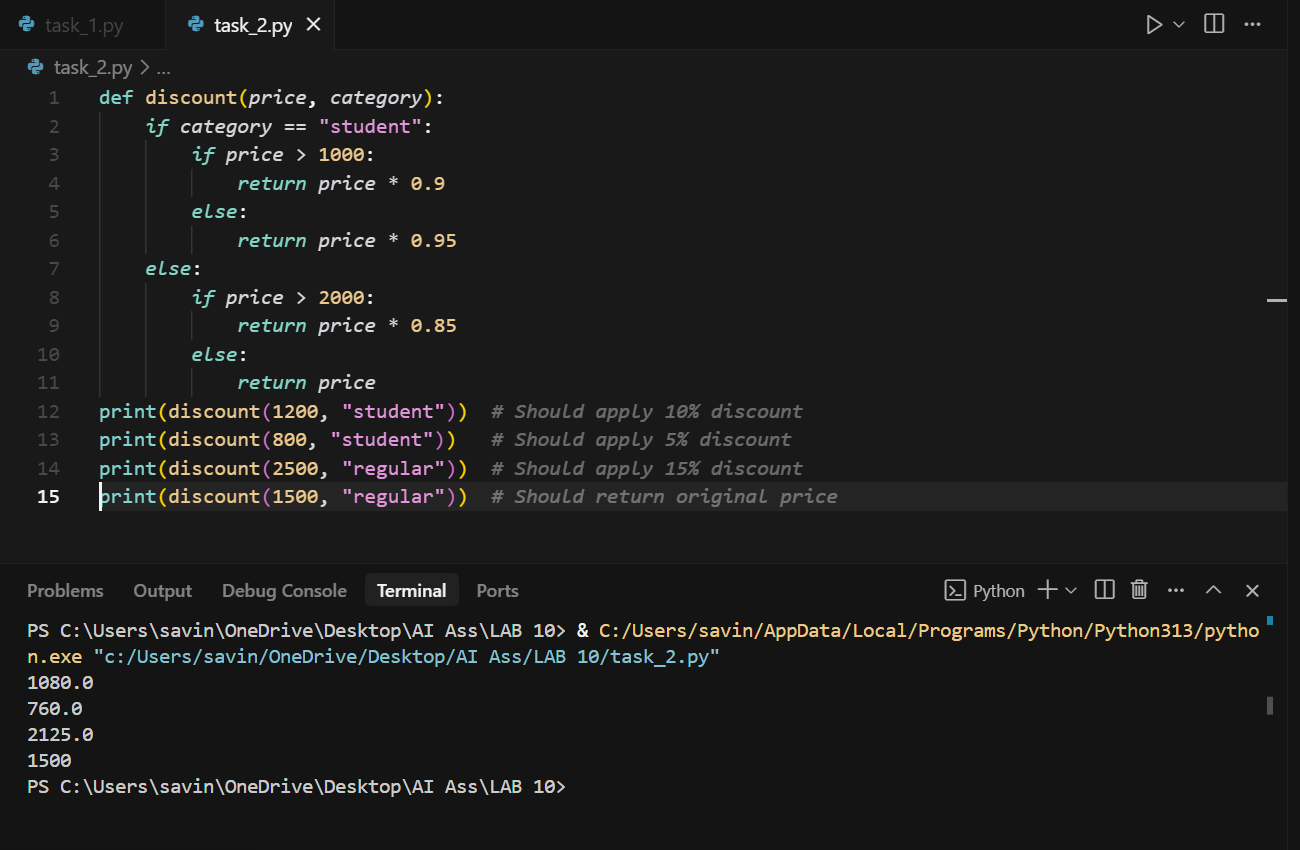 task_1.py task_2.py
task_2.py > ...
1 def discount(price, category):
2     if category == "student":
3         if price > 1000:
4             return price * 0.9
5         else:
6             return price * 0.95
7     else:
8         if price > 2000:
9             return price * 0.85
10         else:
11             return price
12 print(discount(1200, "student"))  # Should apply 10% discount
13 print(discount(800, "student"))   # Should apply 5% discount
14 print(discount(2500, "regular"))  # Should apply 15% discount
15 print(discount(1500, "regular"))  # Should return original price
Problems Output Debug Console Terminal Ports Python
PS C:\Users\savin\OneDrive\Desktop\AI Ass\LAB 10> & C:/Users/savin/AppData/Local/Programs/Python/Python313/pytho
n.exe "c:/Users/savin/OneDrive/Desktop/AI Ass/LAB 10/task_2.py"
1080.0
760.0
2125.0
1500
PS C:\Users\savin\OneDrive\Desktop\AI Ass\LAB 10>